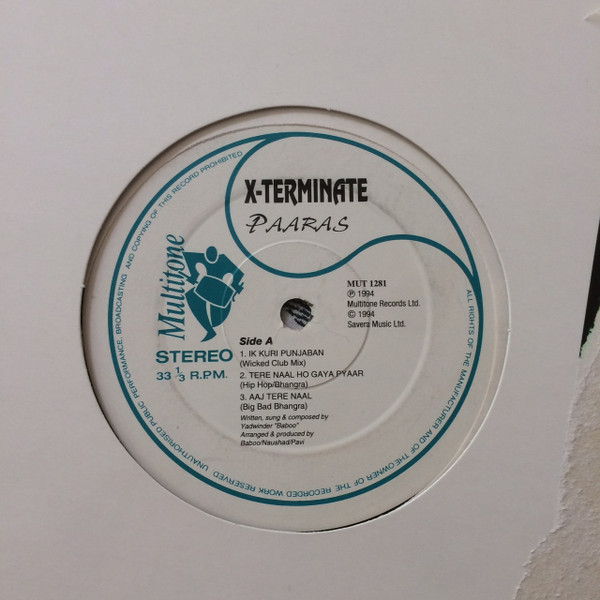 X-TERMINATE
PAARAS
Multitone
STEREO
33 1/3 R.P.M.
MUT 1281
℗ 1994
Multitone Records Ltd.
© 1994
Savera Music Ltd.
Side A
1. IK KURI PUNJABAN
(Wicked Club Mix)
2. TERE NAAL HO GAYA PYAAR
(Hip Hop/Bhangra)
3. AAJ TERE NAAL
(Big Bad Bhangra)
Written, sung & composed by
Yadwinder "Baboo"
Arranged & produced by
Baboo/Naushad/Pavi
ALL RIGHTS OF THE MANUFACTURER AND OF THE OWNER OF THE RECORDED WORK RESERVED. UNAUTHORISED PUBLIC PERFORMANCE, BROADCASTING AND COPYING OF THIS RECORD PROHIBITED